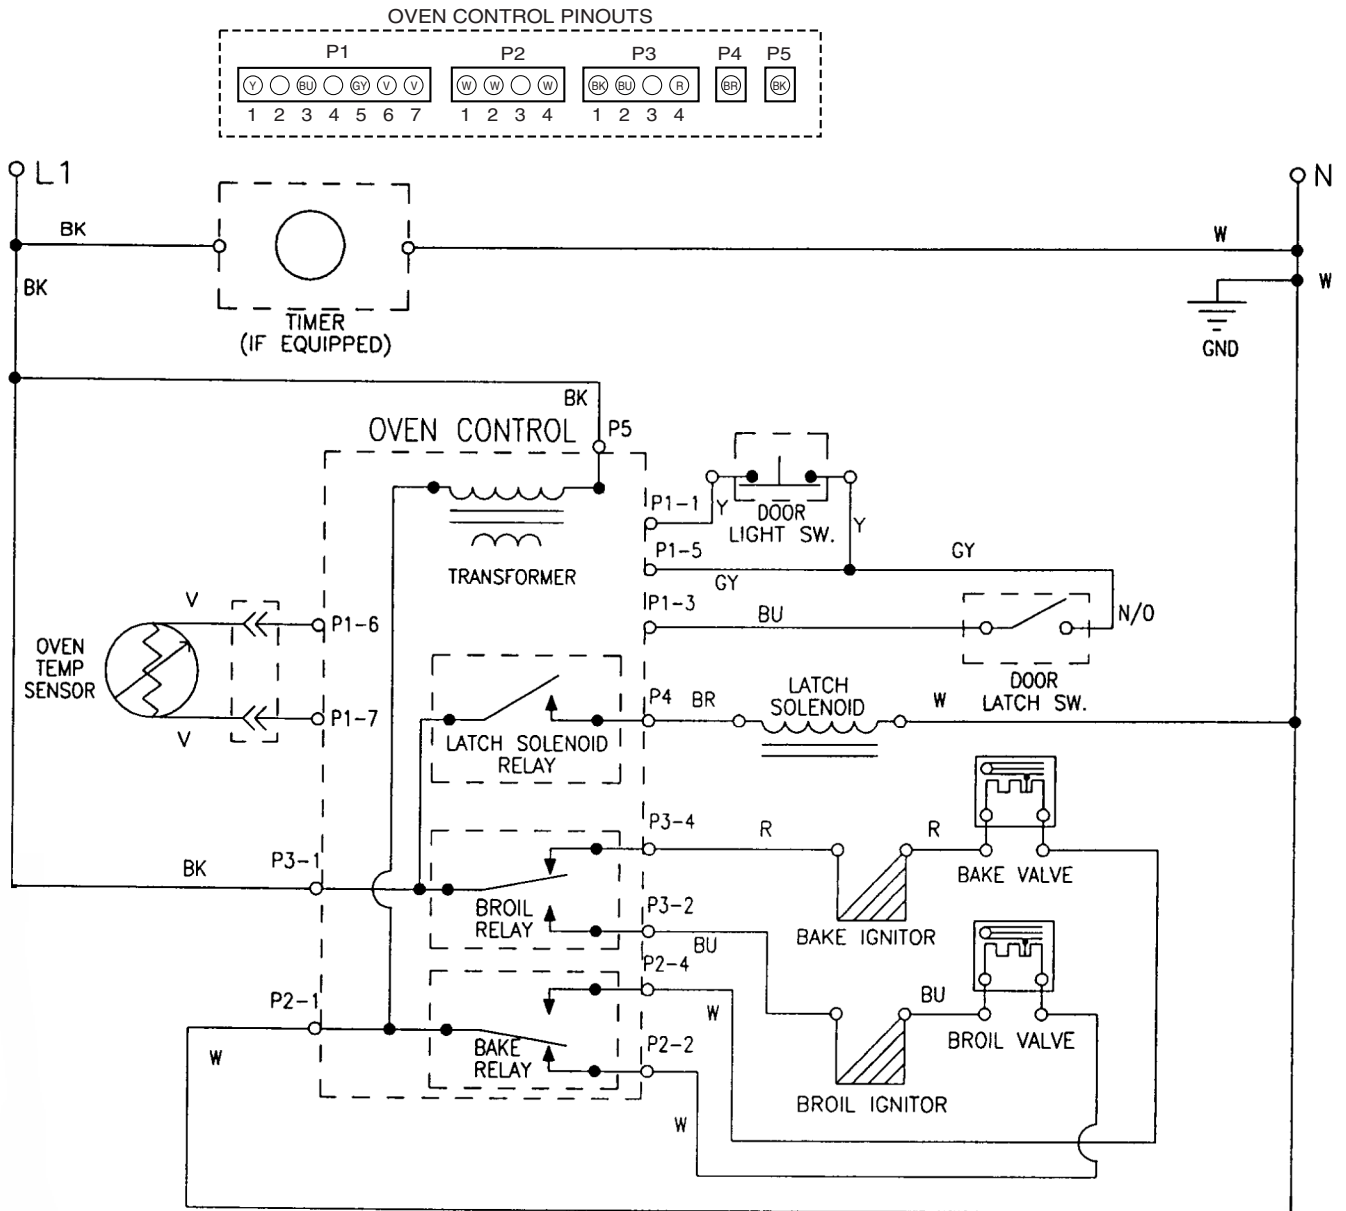 OVEN CONTROL PINOUTS
P1 P2 P3 P4 P5
Y BU GY V V W W W BK BU R BR BK
1 2 3 4 5 6 7 1 2 3 4 1 2 3 4
L1
N
BK
W
BK
W
TIMER
(IF EQUIPPED)
GND
BK
OVEN CONTROL
P5
P1-1
Y
DOOR
LIGHT SW.
Y
P1-5
GY
GY
TRANSFORMER
P1-3
BU
N/O
V
P1-6
OVEN
TEMP
SENSOR
P1-7
V
DOOR
LATCH SW.
P4
BR
LATCH
SOLENOID
W
LATCH SOLENOID
RELAY
P3-4
R
R
BAKE VALVE
P3-1
BK
BROIL
RELAY
P3-2
BU
BAKE IGNITOR
P2-4
W
BU
BROIL VALVE
P2-1
W
BAKE
RELAY
P2-2
W
BROIL IGNITOR